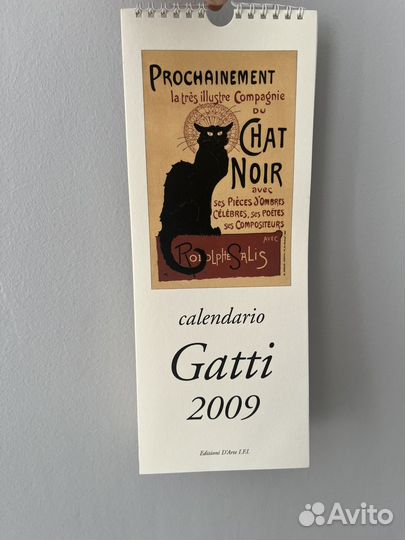 PROCHAINEMENT
la très illustre Compagnie
DU
CHAT
NOIR
avec
ses PIÈCES D'OMBRES
CÉLÈBRES, ses POÈTES
ses COMPOSITEURS
AVEC
RODOLPHE SALIS
calendario
Gatti
2009
Edizioni D'Arte I.F.I.
Avito